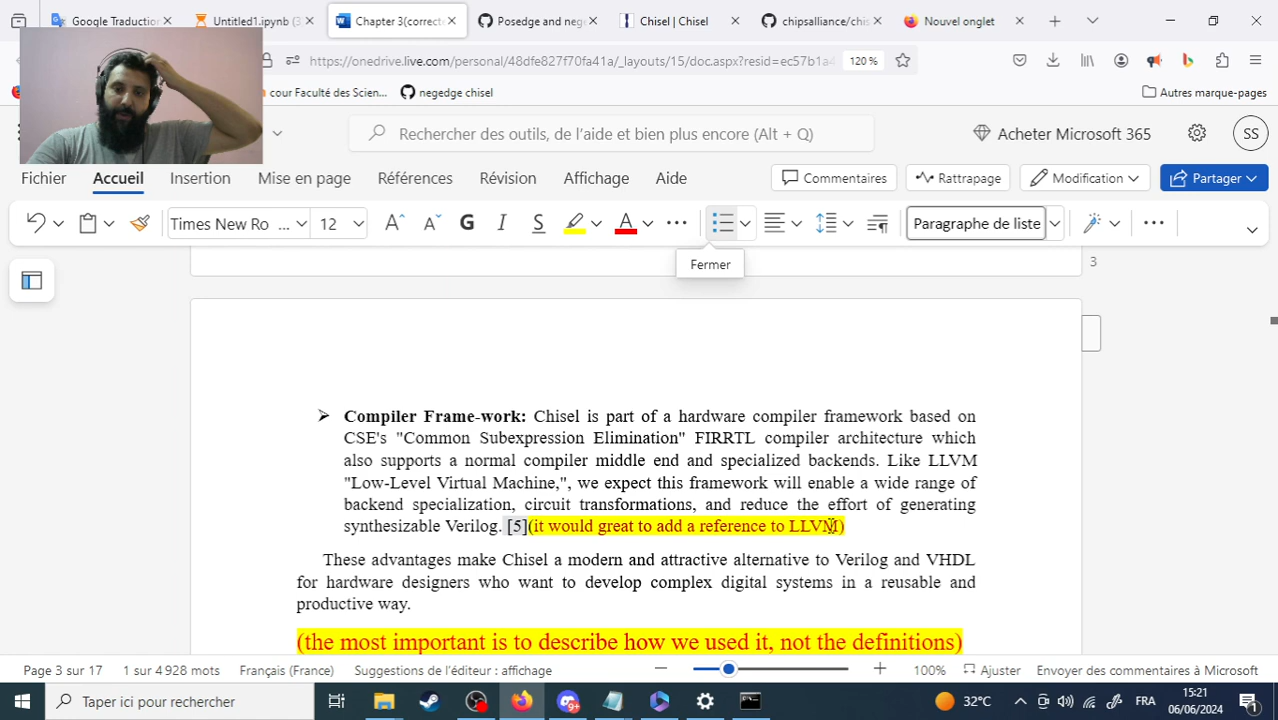 Google Traduction
Untitled1.ipynb (3
Chapter 3(correcte
Posedge and neg
Chisel | Chisel
chipsalliance/chis
Nouvel onglet
https://onedrive.live.com/personal/48dfe827f70fa41a/_layouts/15/doc.aspx?resid=ec57b1a4
120 %
cour Faculté des Scien...
negedge chisel
Autres marque-pages
Rechercher des outils, de l'aide et bien plus encore (Alt + Q)
Acheter Microsoft 365
SS
Fichier
Accueil
Insertion
Mise en page
Références
Révision
Affichage
Aide
Commentaires
Rattrapage
Modification
Partager
Times New Ro ...
12
A
A
G
I
S
A
Paragraphe de liste
Fermer
3
Compiler Frame-work: Chisel is part of a hardware compiler framework based on
CSE's "Common Subexpression Elimination" FIRRTL compiler architecture which
also supports a normal compiler middle end and specialized backends. Like LLVM
"Low-Level Virtual Machine,", we expect this framework will enable a wide range of
backend specialization, circuit transformations, and reduce the effort of generating
synthesizable Verilog. [5](it would great to add a reference to LLVM)
These advantages make Chisel a modern and attractive alternative to Verilog and VHDL
for hardware designers who want to develop complex digital systems in a reusable and
productive way.
(the most important is to describe how we used it, not the definitions)
Page 3 sur 17
1 sur 4 928 mots
Français (France)
Suggestions de l'éditeur : affichage
100%
Ajuster
Envoyer des commentaires à Microsoft
Taper ici pour rechercher
32°C
FRA
15:21
06/06/2024
1